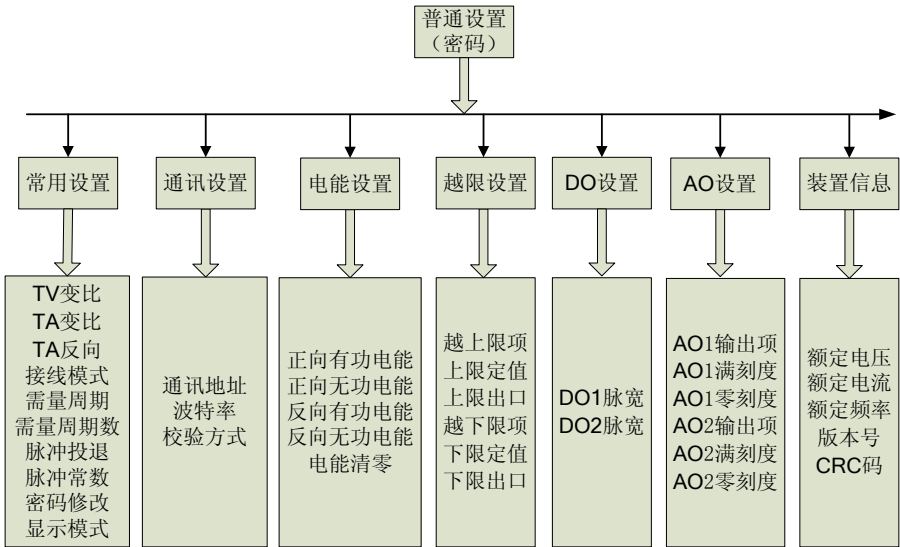 普通设置
（密码）
常用设置
通讯设置
电能设置
越限设置
DO设置
AO设置
装置信息
TV变比
TA变比
TA反向
接线模式
需量周期
需量周期数
脉冲投退
脉冲常数
密码修改
显示模式
通讯地址
波特率
校验方式
正向有功电能
正向无功电能
反向有功电能
反向无功电能
电能清零
越上限项
上限定值
上限出口
越下限项
下限定值
下限出口
DO1脉宽
DO2脉宽
AO1输出项
AO1满刻度
AO1零刻度
AO2输出项
AO2满刻度
AO2零刻度
额定电压
额定电流
额定频率
版本号
CRC码